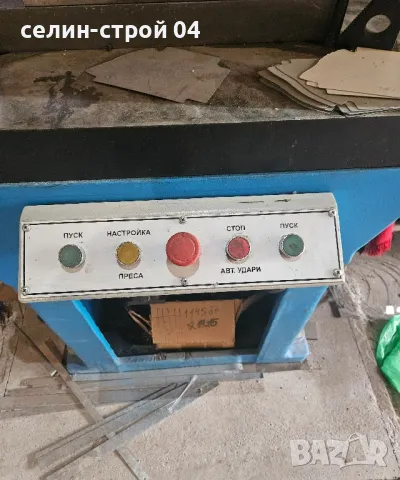 селин-строй 04
ПУСК
НАСТРОЙКА
СТОП
ПУСК
ПРЕСА
АВТ. УДАРИ
BAZAR